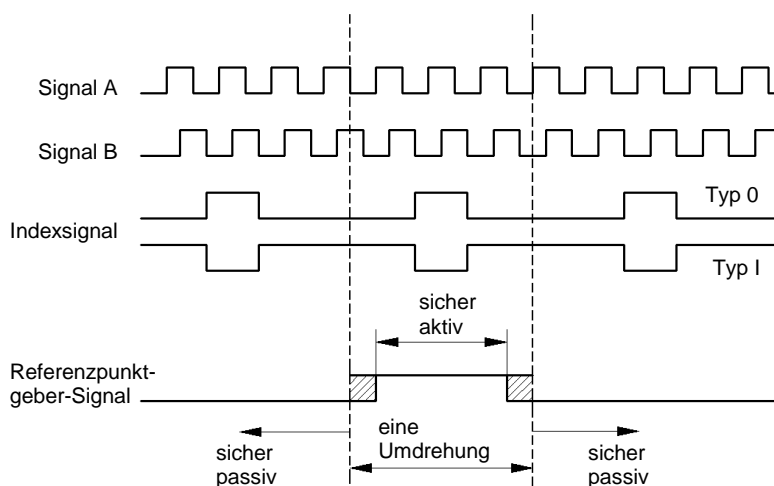 Signal A
Signal B
Typ 0
Indexsignal
Typ I
sicher
aktiv
Referenzpunkt-
geber-Signal
eine
Umdrehung
sicher
passiv
sicher
passiv